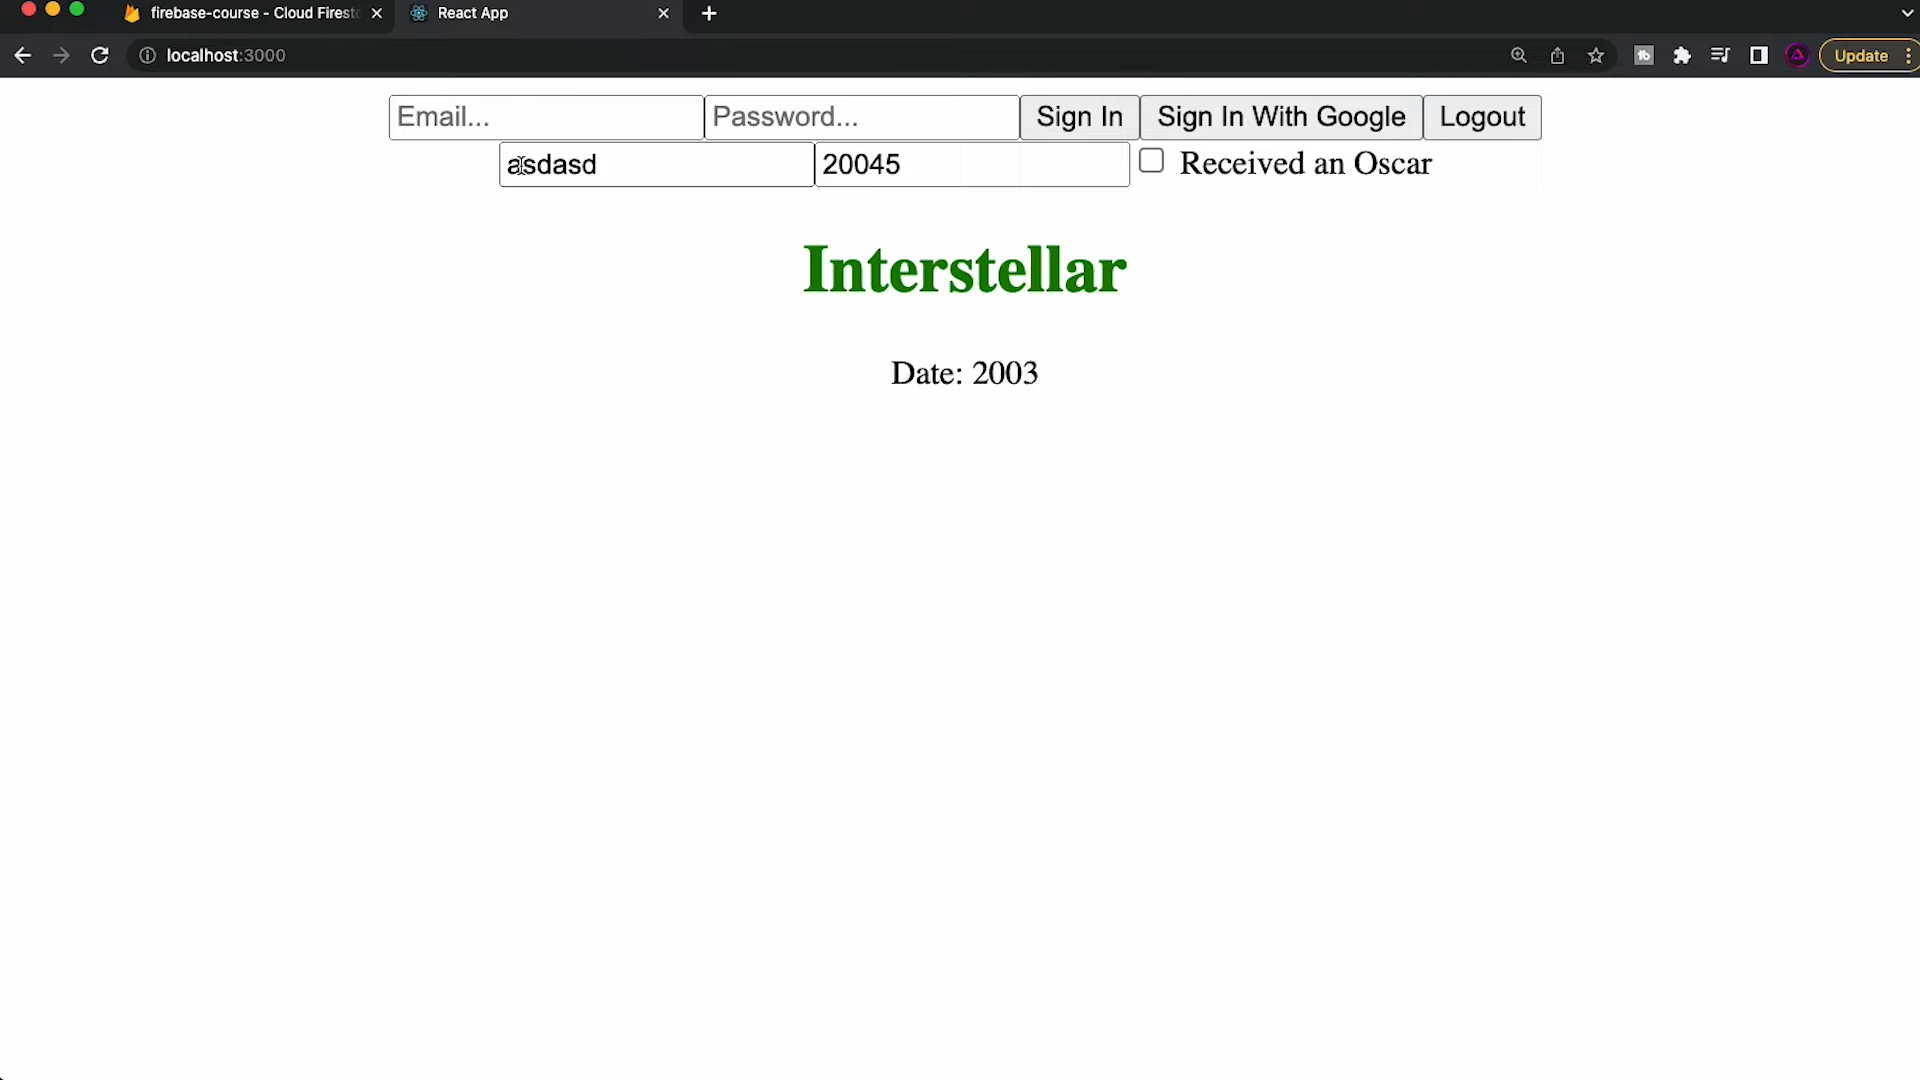 firebase-course - Cloud Firest
React App
localhost:3000
Update
Email...
Password...
Sign In
Sign In With Google
Logout
asdasd
20045
Received an Oscar
Interstellar
Date: 2003